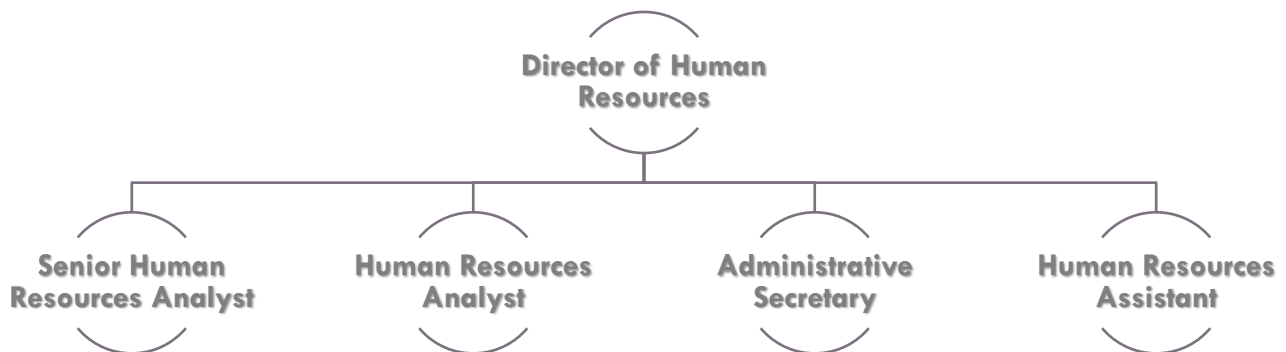 Director of Human
Resources
Senior Human
Resources Analyst
Human Resources
Analyst
Administrative
Secretary
Human Resources
Assistant